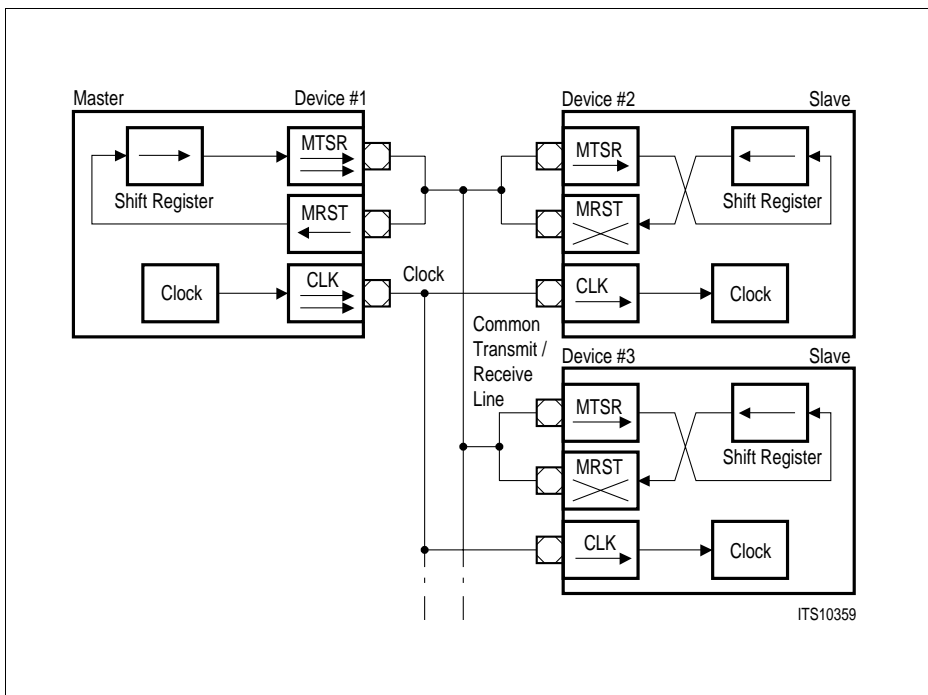 Master Device #1
MTSR
Shift Register
MRST
Clock
CLK
Clock
Common
Transmit /
Receive
Line
Device #2 Slave
MTSR
Shift Register
MRST
CLK
Clock
Device #3 Slave
MTSR
Shift Register
MRST
CLK
Clock
ITS10359